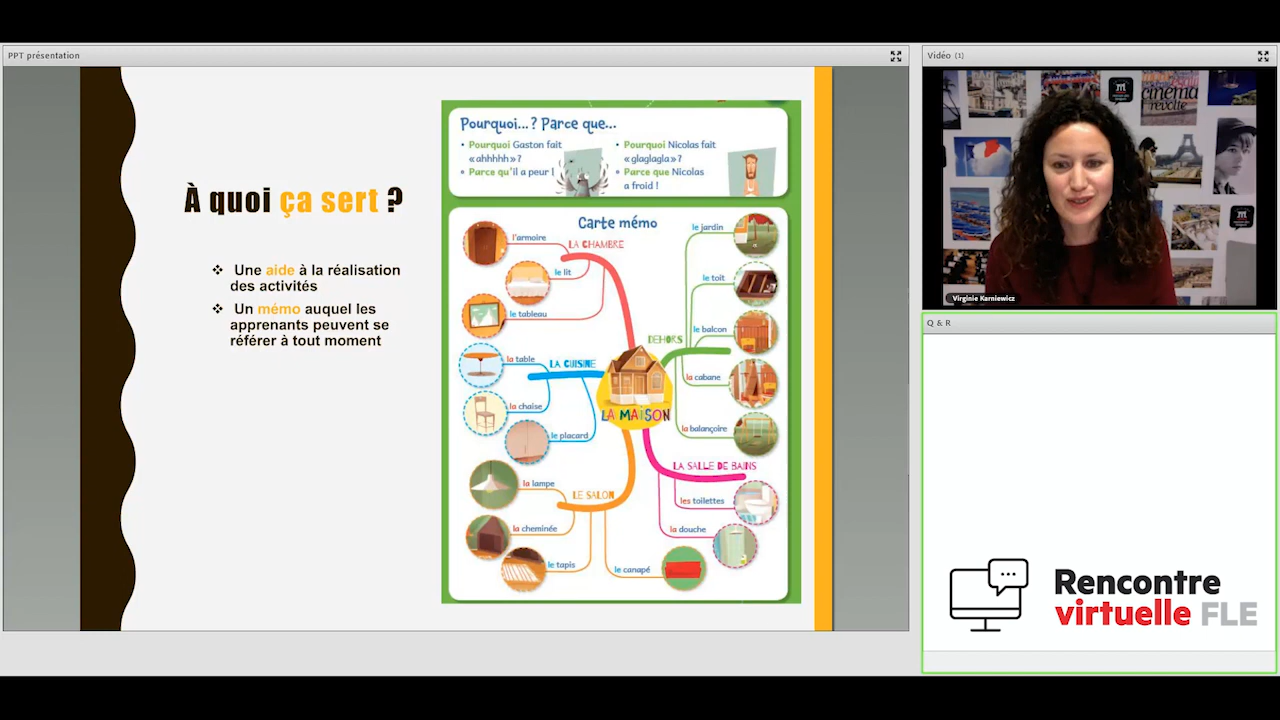 PPT présentation
À quoi ça sert ?
❖ Une aide à la réalisation
des activités
❖ Un mémo auquel les
apprenants peuvent se
référer à tout moment
Pourquoi...? Parce que...
• Pourquoi Gaston fait
« ahhhhh » ?
• Parce qu'il a peur !
• Pourquoi Nicolas fait
« glaglagla » ?
• Parce que Nicolas
a froid !
Carte mémo
l'armoire
LA CHAMBRE
le lit
le tableau
la table
LA CUISINE
la chaise
le placard
la lampe
LE SALON
la cheminée
le tapis
le canapé
LA MAISON
le jardin
le toit
DEHORS
le balcon
la cabane
la balançoire
LA SALLE DE BAINS
les toilettes
la douche
Vidéo (1)
cinéma
révolte
Virginie Karniewicz
Q & R
Rencontre
virtuelle FLE